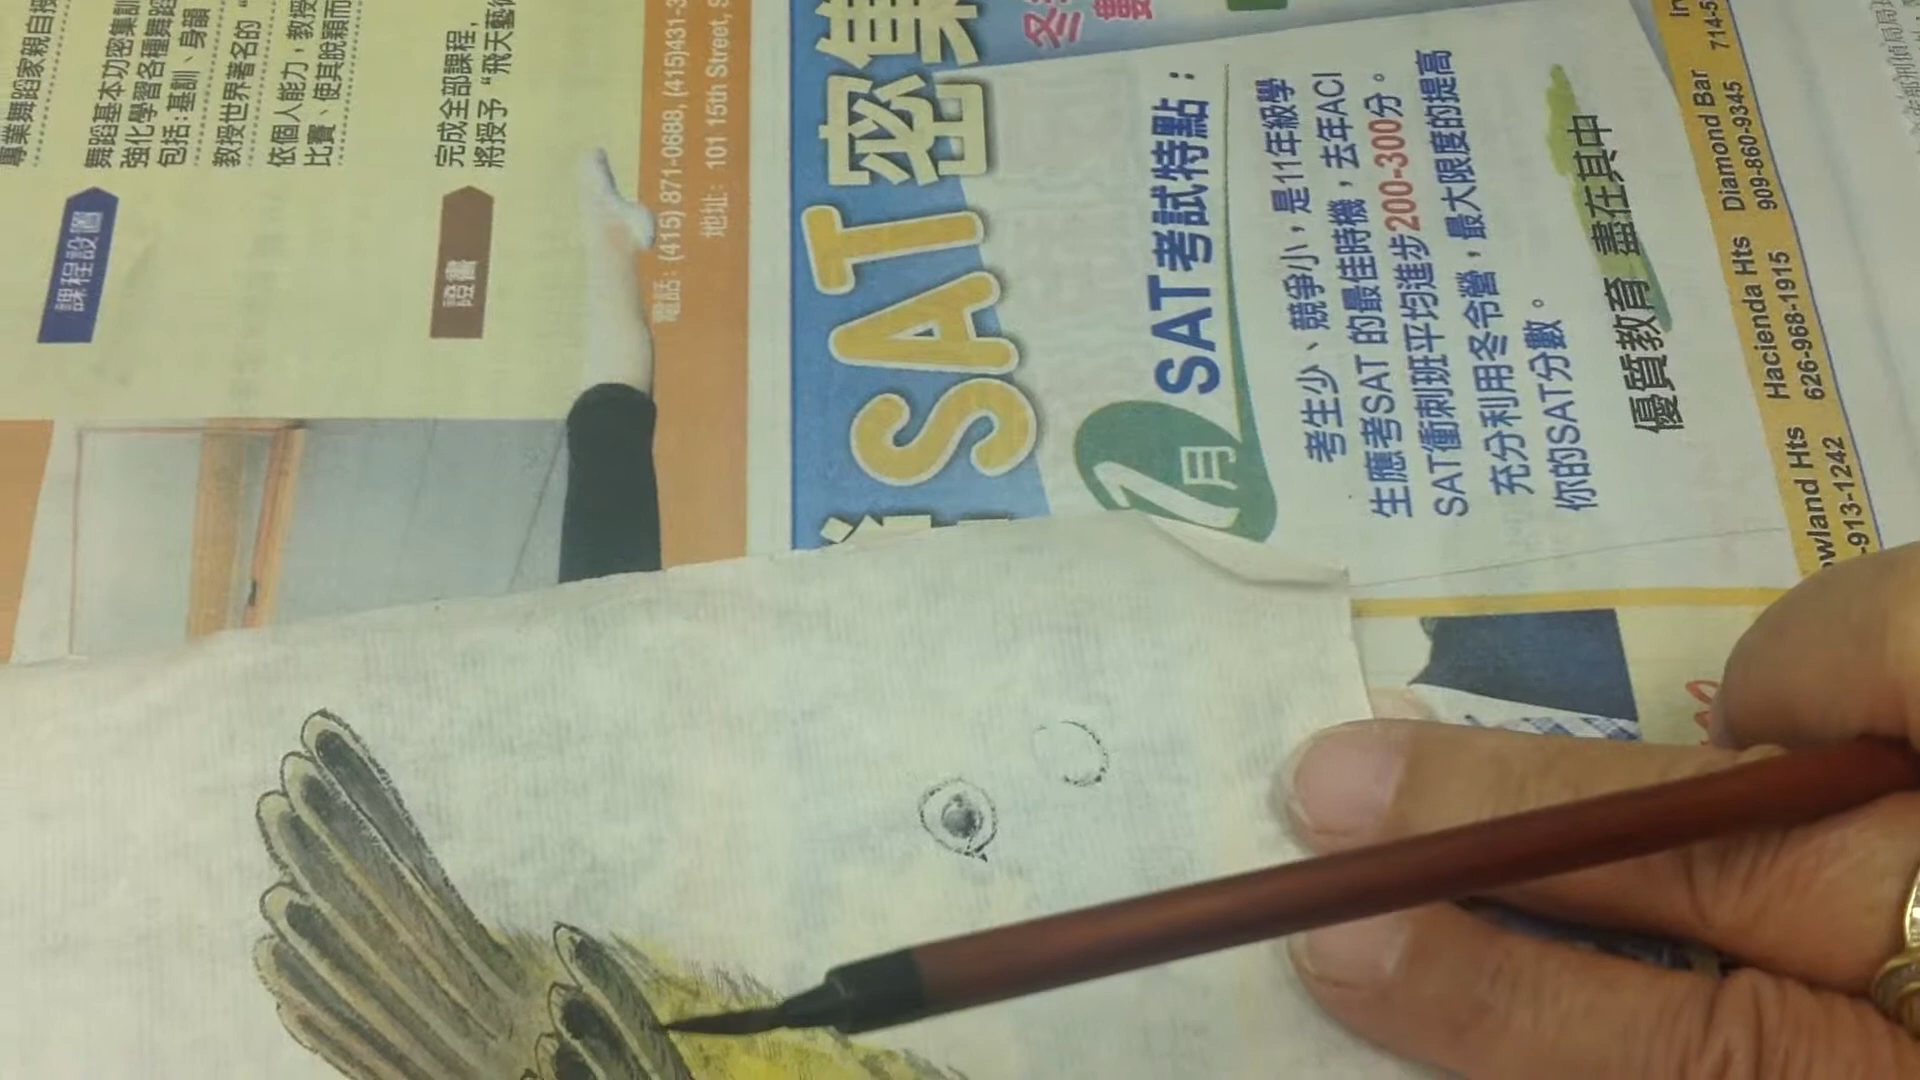 專業舞蹈家親自授
課程設置
舞蹈基本功密集訓
強化學習各種舞蹈
包括:基訓、身韻
教授世界著名的"
依個人能力，教授
比賽、使其脫穎而
證書
完成全部課程，
將授予"飛天藝術
電話: (415) 871-0688, (415)431-3
地址: 101 15th Street, S
SAT密集
冬
1月
SAT考試特點：
考生少、競爭小，是11年級學
生應考SAT 的最佳時機，去年ACI
SAT衝刺班平均進步200-300分。
充分利用冬令營，最大限度的提高
你的SAT分數。
優質教育 盡在其中
owland Hts
-913-1242
Hacienda Hts
626-968-1915
Diamond Bar
909-860-9345
714-5